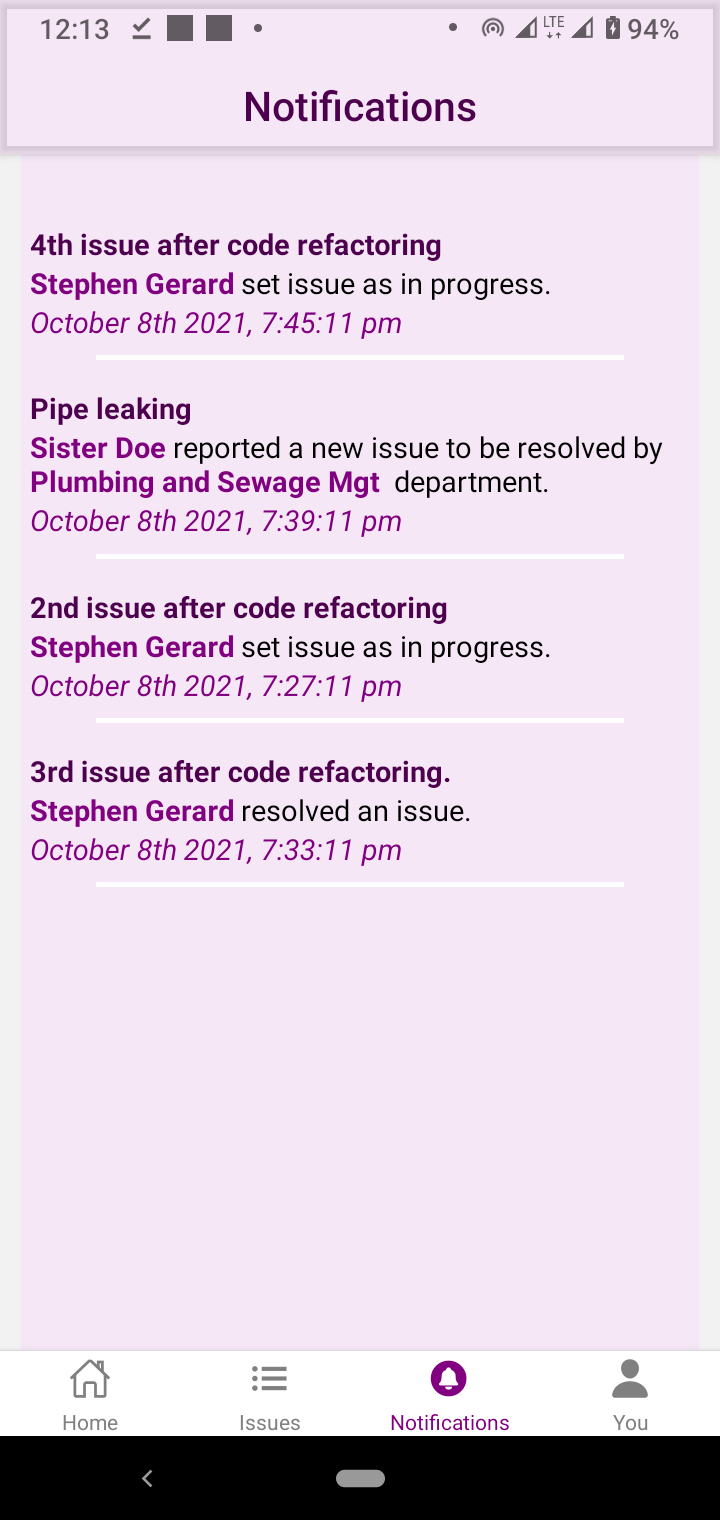 12:13
LTE
94%
Notifications
4th issue after code refactoring
Stephen Gerard set issue as in progress.
October 8th 2021, 7:45:11 pm
Pipe leaking
Sister Doe reported a new issue to be resolved by
Plumbing and Sewage Mgt  department.
October 8th 2021, 7:39:11 pm
2nd issue after code refactoring
Stephen Gerard set issue as in progress.
October 8th 2021, 7:27:11 pm
3rd issue after code refactoring.
Stephen Gerard resolved an issue.
October 8th 2021, 7:33:11 pm
Home
Issues
Notifications
You